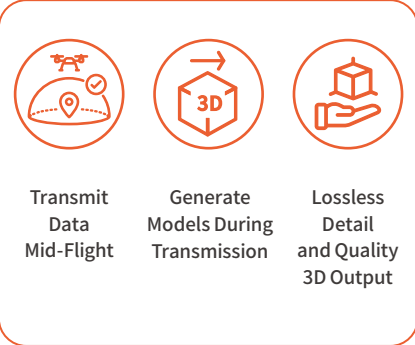 3D
Transmit
Data
Mid-Flight
Generate
Models During
Transmission
Lossless
Detail
and Quality
3D Output